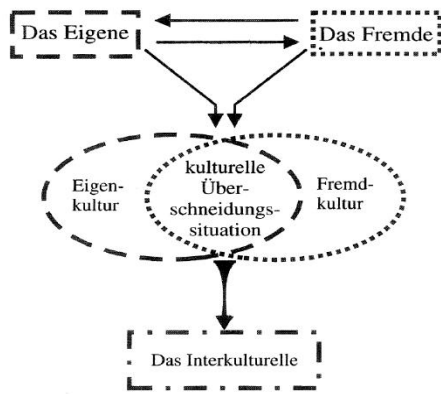 Das Eigene
Das Fremde
Eigen-
kultur
kulturelle
Über-
schneidungs-
situation
Fremd-
kultur
Das Interkulturelle